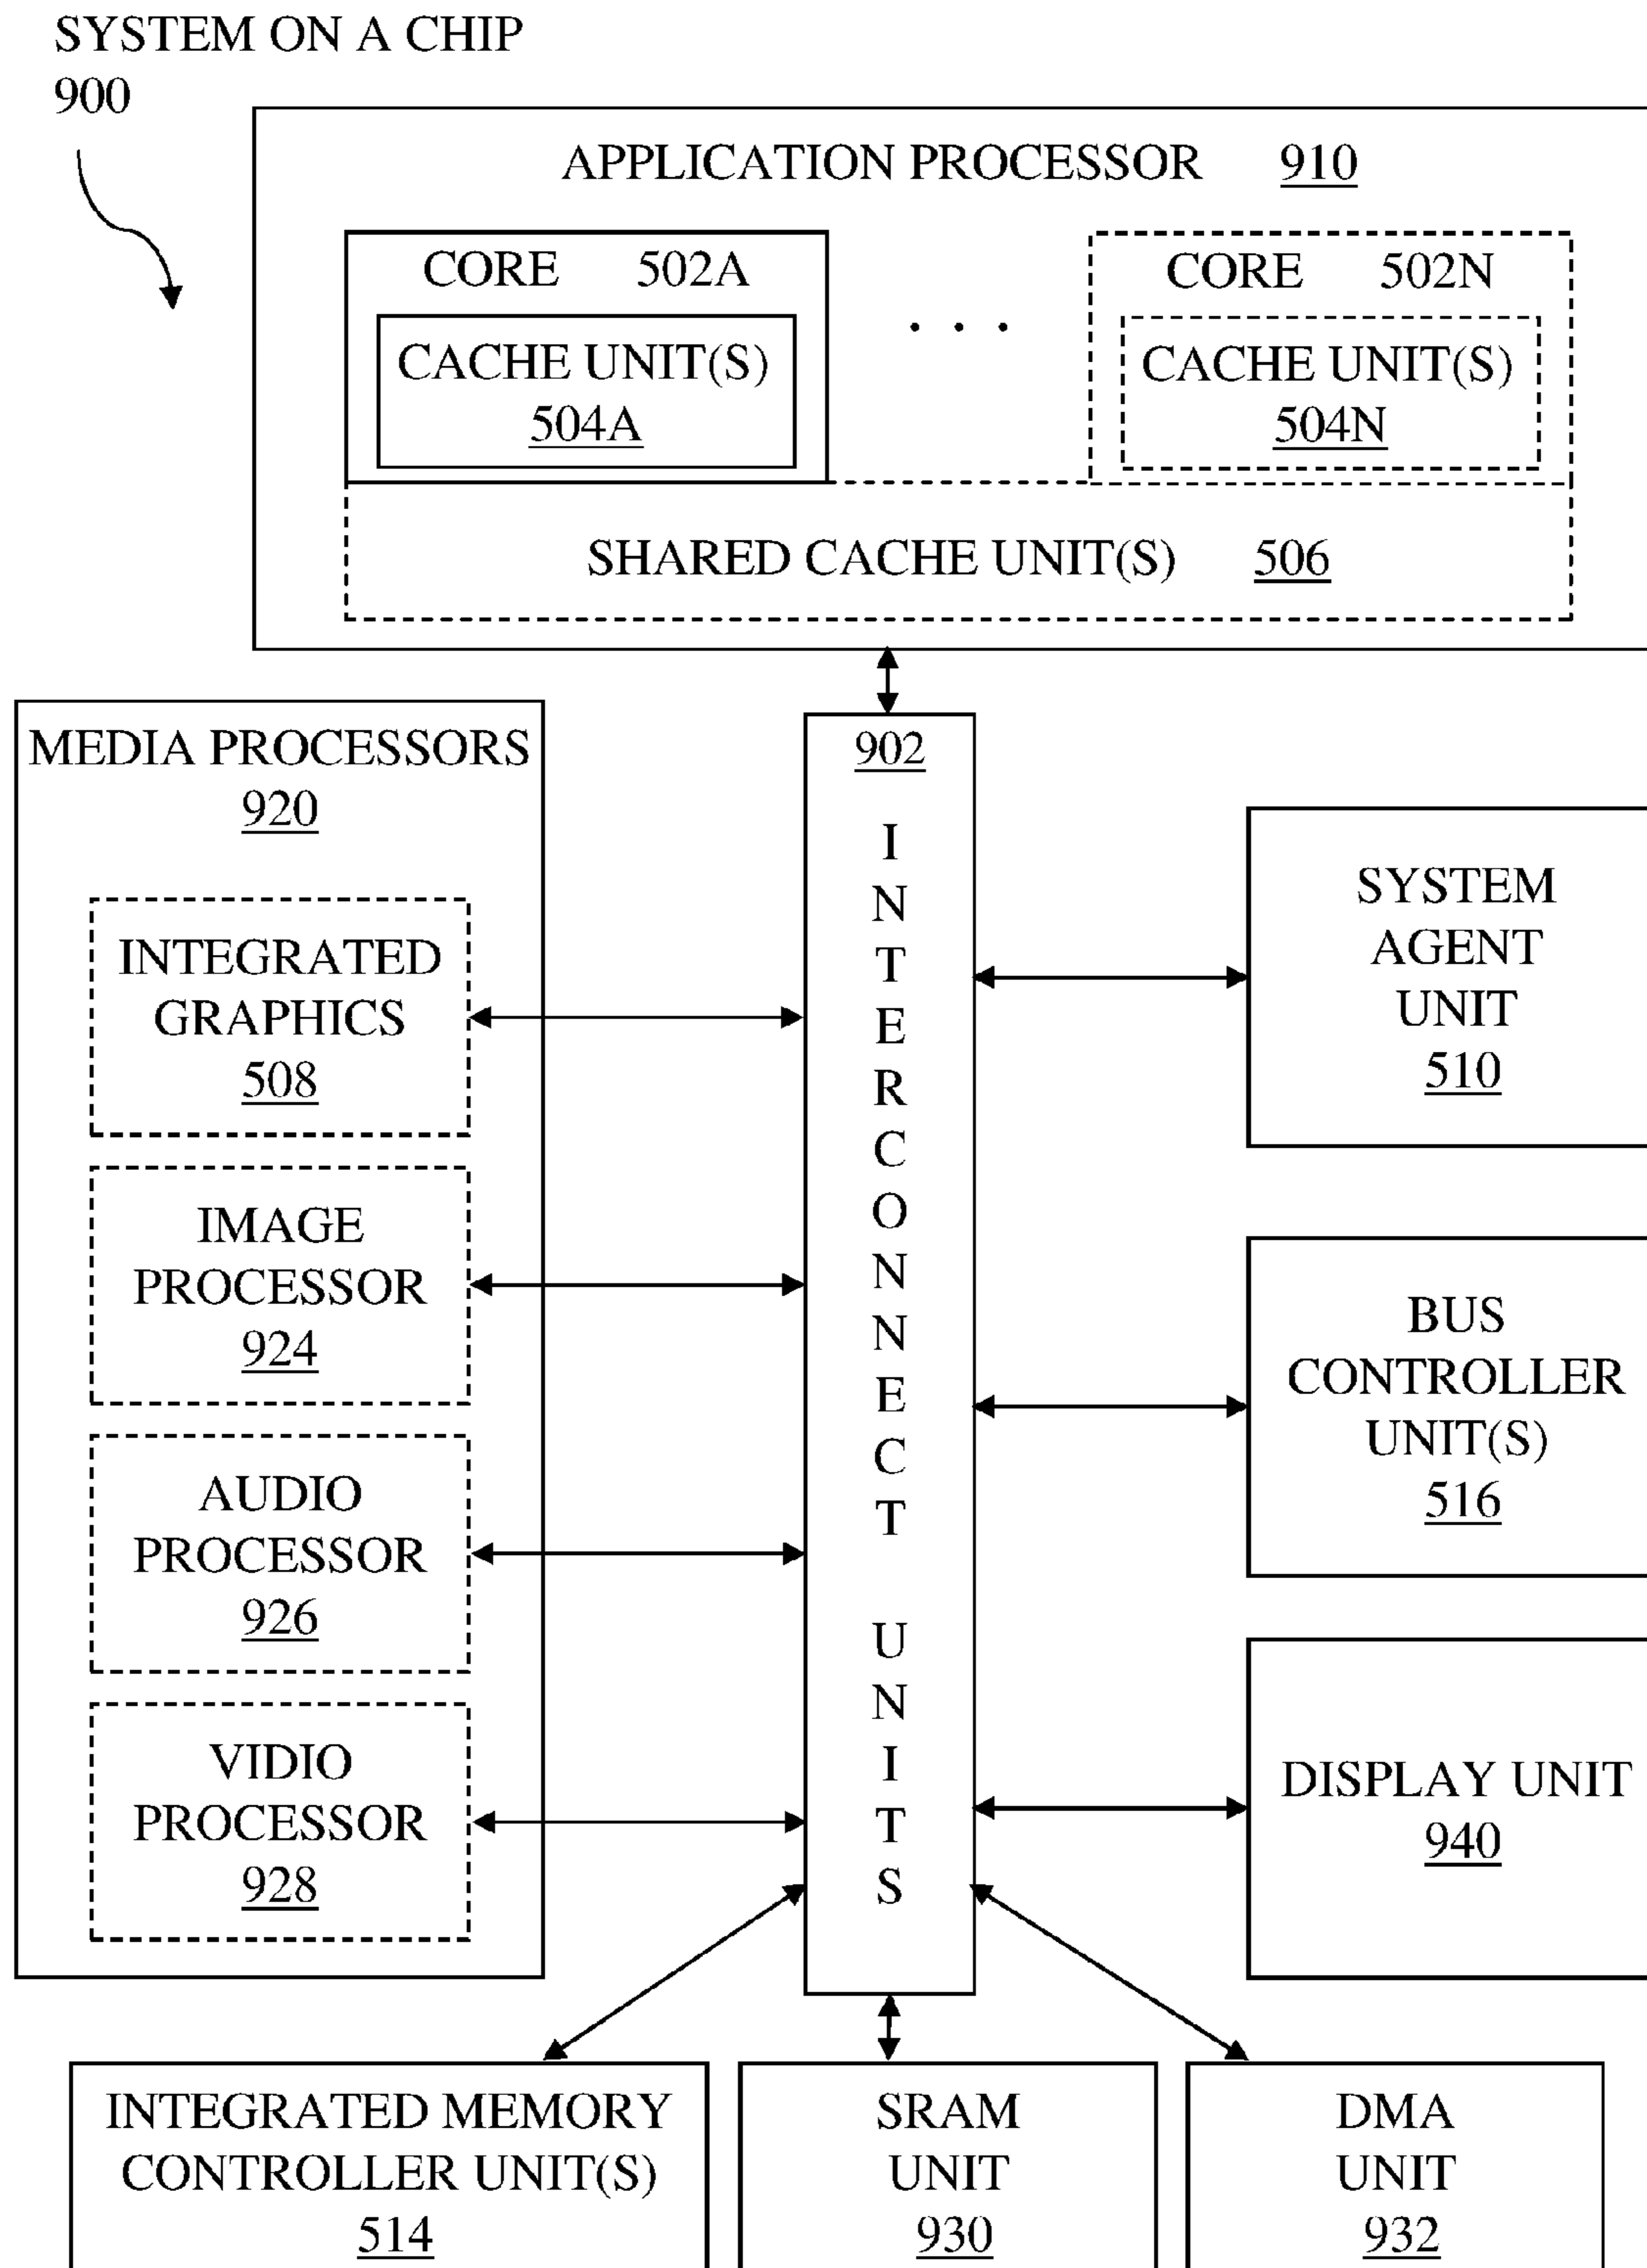 SYSTEM ON A CHIP
900
APPLICATION PROCESSOR 910
CORE 502A
CACHE UNIT(S)
504A
. . .
CORE 502N
CACHE UNIT(S)
504N
SHARED CACHE UNIT(S) 506
MEDIA PROCESSORS
920
INTEGRATED
GRAPHICS
508
IMAGE
PROCESSOR
924
AUDIO
PROCESSOR
926
VIDIO
PROCESSOR
928
902
INTERCONNECT UNITS
SYSTEM
AGENT
UNIT
510
BUS
CONTROLLER
UNIT(S)
516
DISPLAY UNIT
940
INTEGRATED MEMORY
CONTROLLER UNIT(S)
514
SRAM
UNIT
930
DMA
UNIT
932